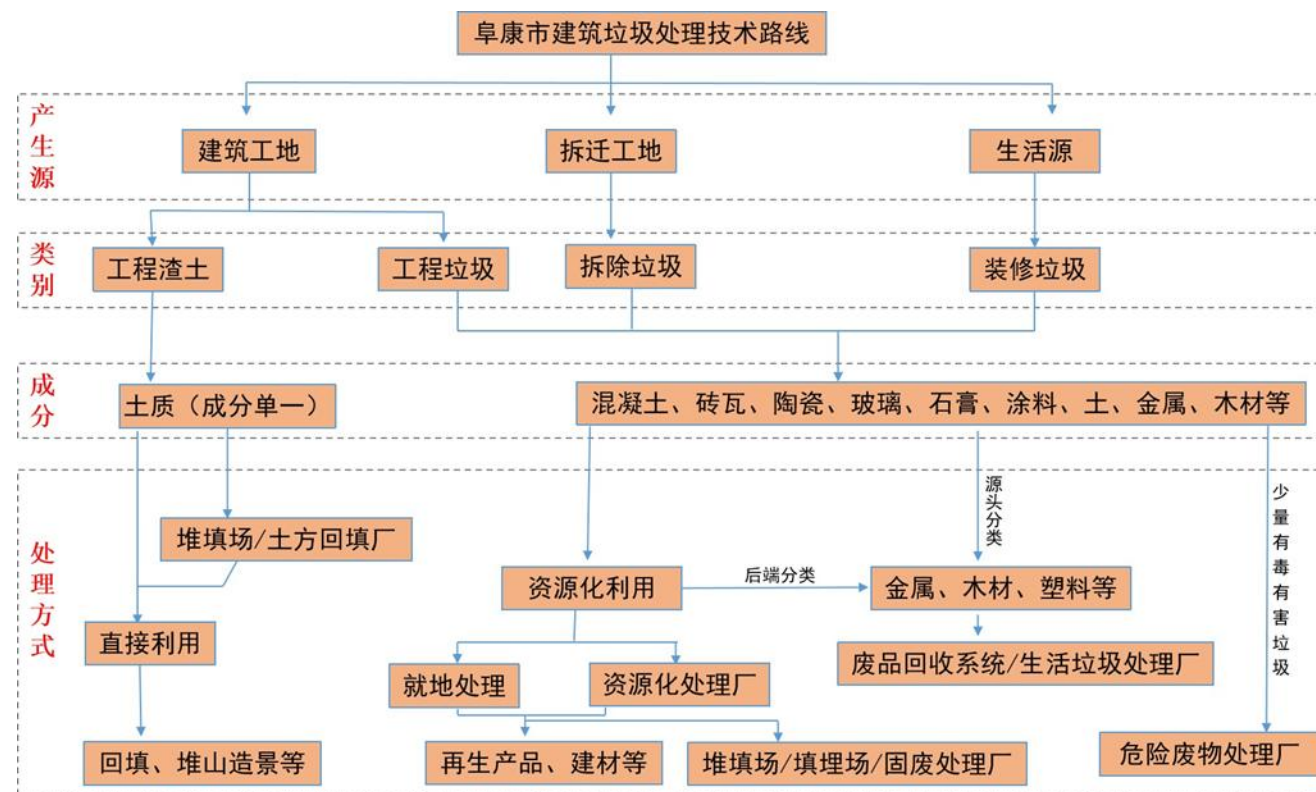 阜康市建筑垃圾处理技术路线
产生源
建筑工地
拆迁工地
生活源
类别
工程渣土
工程垃圾
拆除垃圾
装修垃圾
成分
土质（成分单一）
混凝土、砖瓦、陶瓷、玻璃、石膏、涂料、土、金属、木材等
处理方式
源头分类
少量有毒有害垃圾
堆填场/土方回填厂
资源化利用
后端分类
金属、木材、塑料等
直接利用
就地处理
资源化处理厂
废品回收系统/生活垃圾处理厂
回填、堆山造景等
再生产品、建材等
堆填场/填埋场/固废处理厂
危险废物处理厂